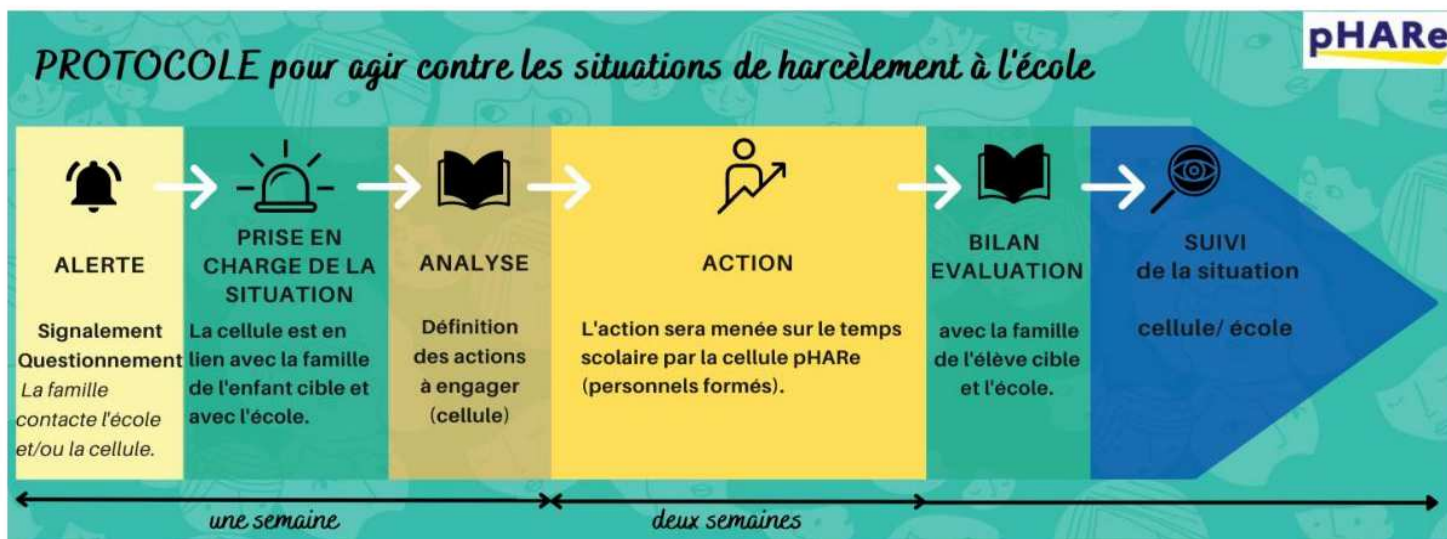 PROTOCOLE pour agir contre les situations de harcèlement à l'école
pHARe
ALERTE
Signalement
Questionnement
La famille
contacte l'école
et/ou la cellule.
PRISE EN
CHARGE DE LA
SITUATION
La cellule est en
lien avec la famille
de l'enfant cible et
avec l'école.
ANALYSE
Définition
des actions
à engager
(cellule)
ACTION
L'action sera menée sur le temps
scolaire par la cellule pHARe
(personnels formés).
BILAN
EVALUATION
avec la famille
de l'élève cible
et l'école.
SUIVI
de la situation
cellule/ école
une semaine
deux semaines